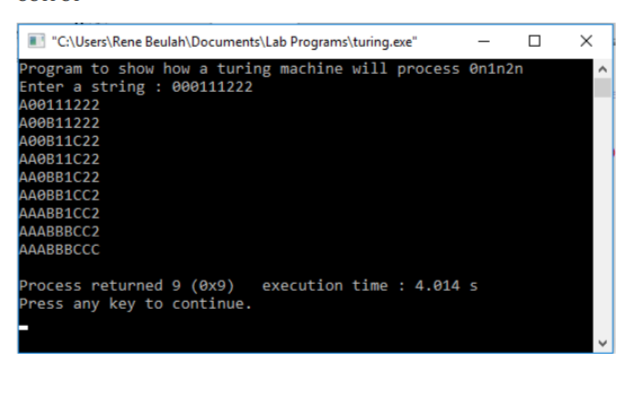 "C:\Users\Rene Beulah\Documents\Lab Programs\turing.exe"
Program to show how a turing machine will process 0n1n2n
Enter a string : 000111222
A00111222
A00B11222
A00B11C22
AA0B11C22
AA0BB1C22
AA0BB1CC2
AAABB1CC2
AAABBBCC2
AAABBBCCC
Process returned 9 (0x9)   execution time : 4.014 s
Press any key to continue.